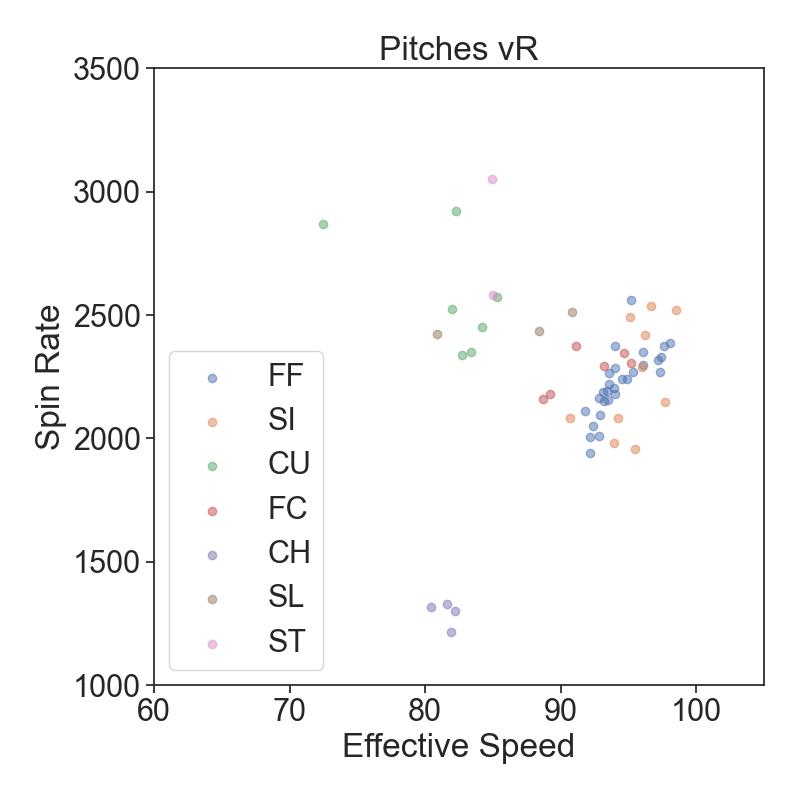 Pitches vR
3500
3000
2500
2000
1500
1000
Spin Rate
FF
SI
CU
FC
CH
SL
ST
60 70 80 90 100
Effective Speed